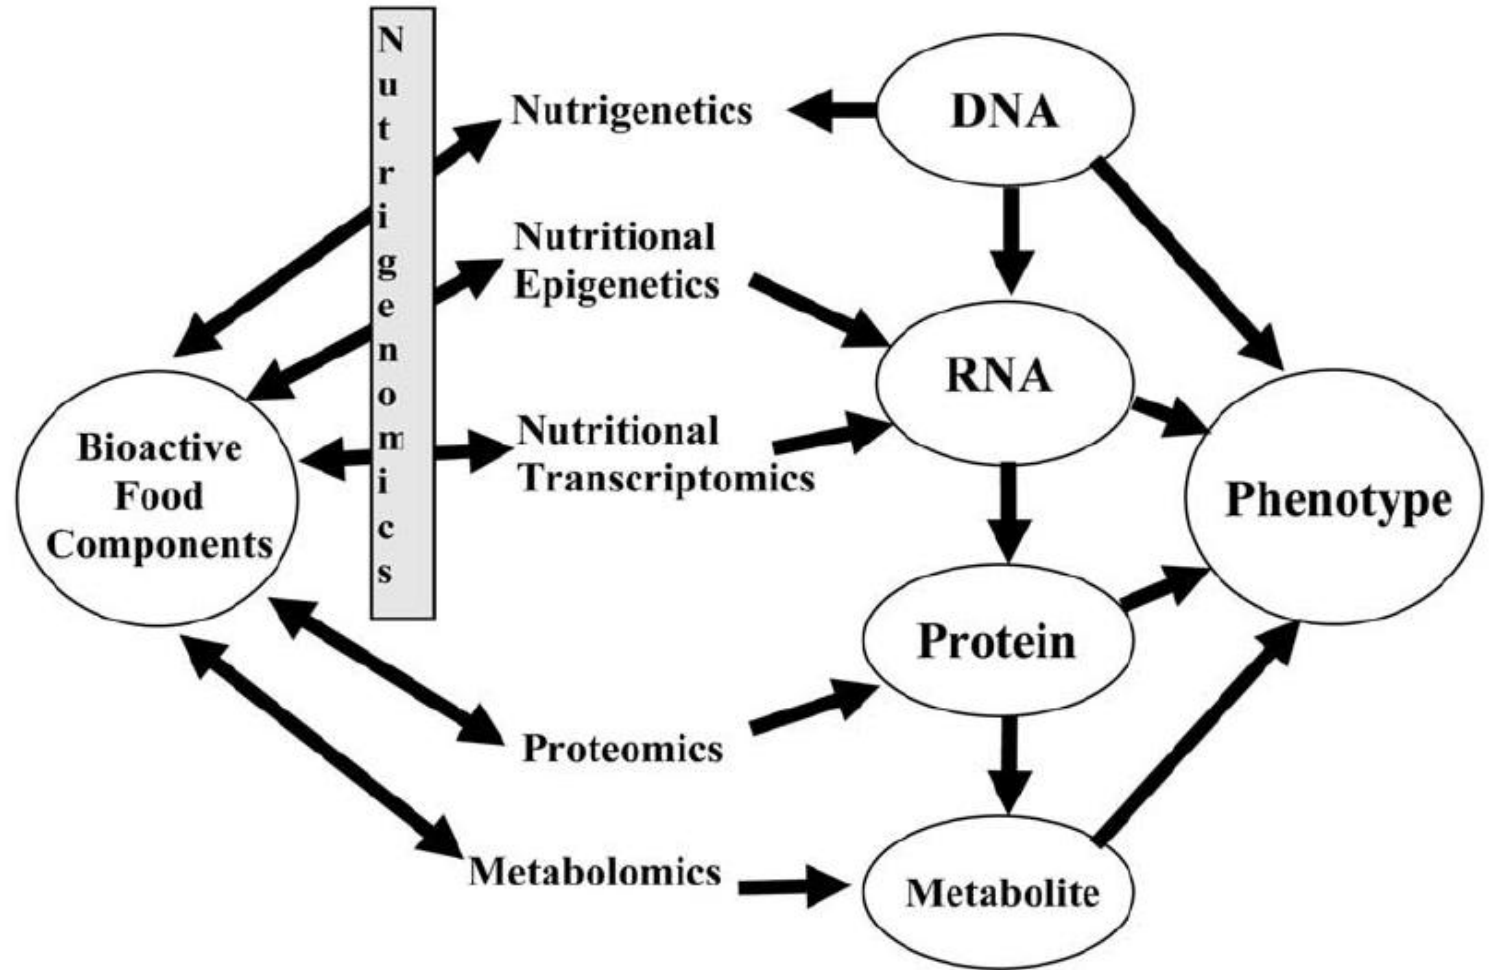 Nutrigenomics
Nutrigenetics
DNA
Nutritional
Epigenetics
RNA
Nutritional
Transcriptomics
Bioactive
Food
Components
Phenotype
Protein
Proteomics
Metabolomics
Metabolite